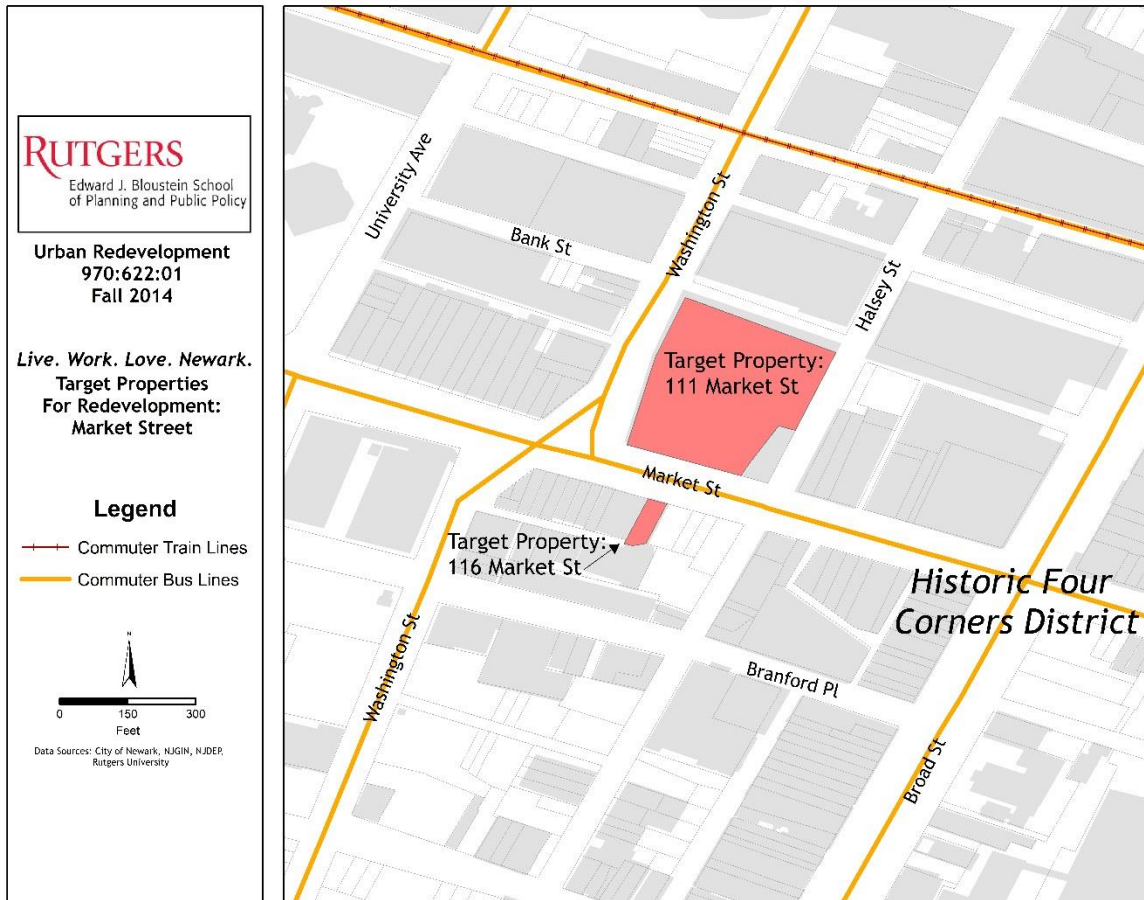 RUTGERS
Edward J. Bloustein School
of Planning and Public Policy
Urban Redevelopment
970:622:01
Fall 2014
Live. Work. Love. Newark.
Target Properties
For Redevelopment:
Market Street
Legend
Commuter Train Lines
Commuter Bus Lines
N
0 150 300
Feet
Data Sources: City of Newark, NJGIN, NJDEP,
Rutgers University
University Ave
Washington St
Bank St
Halsey St
Target Property:
111 Market St
Market St
Target Property:
116 Market St
Historic Four
Corners District
Washington St
Branford Pl
Broad St